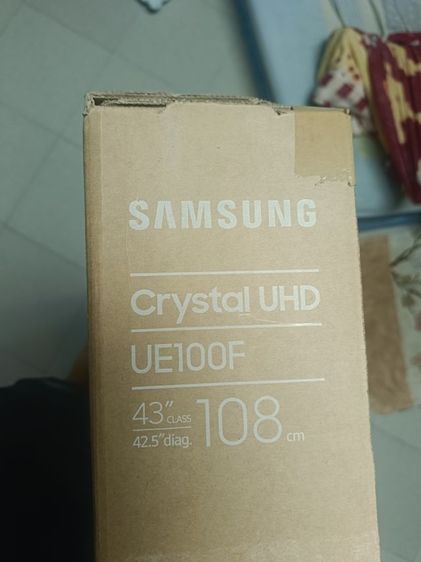 SAMSUNG
Crystal UHD
UE100F
43" CLASS
42.5"diag.
108 cm